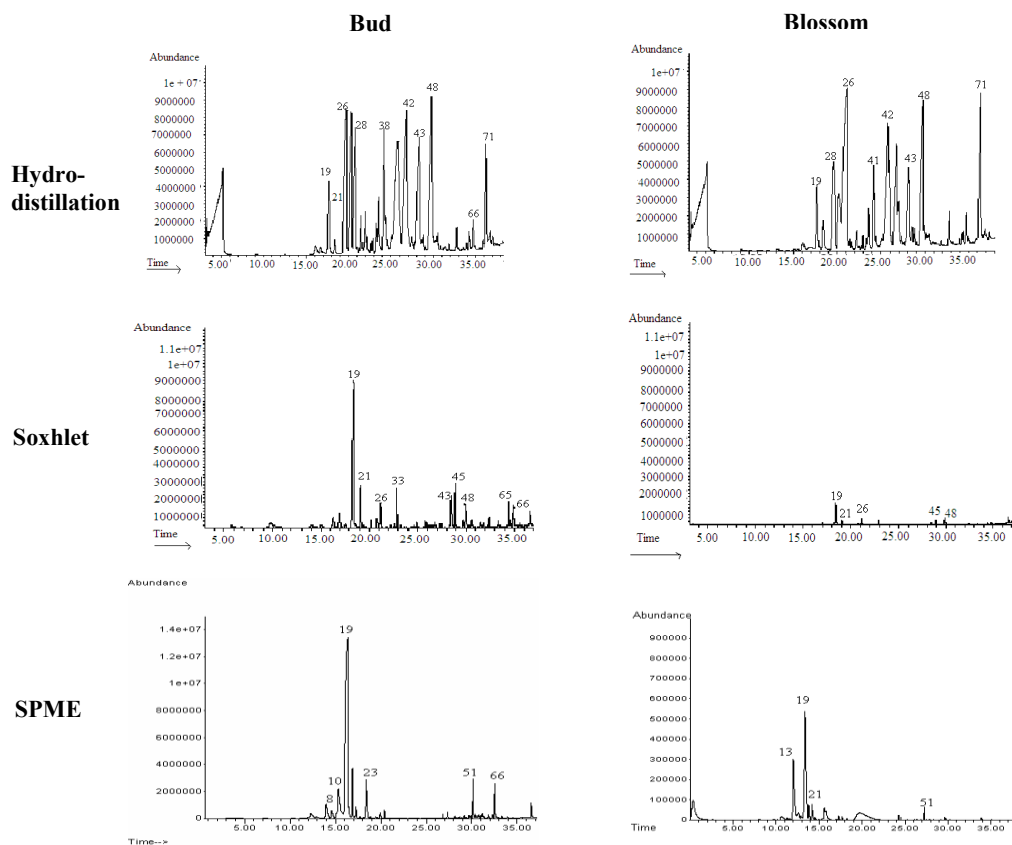 Bud
Blossom
Hydro-
distillation
Abundance
1e+07
9000000
8000000
7000000
6000000
5000000
4000000
3000000
2000000
1000000
19
21
26
28
38
42
43
48
66
71
5.00 10.00 15.00 20.00 25.00 30.00 35.00
Time
Abundance
1e+07
9000000
8000000
7000000
6000000
5000000
4000000
3000000
2000000
1000000
19
28
26
41
42
43
48
71
5.00 10.00 15.00 20.00 25.00 30.00 35.00
Time
Soxhlet
Abundance
1.1e+07
1e+07
9000000
8000000
7000000
6000000
5000000
4000000
3000000
2000000
1000000
19
21
26
33
43
45
48
65
66
5.00 10.00 15.00 20.00 25.00 30.00 35.00
Time
Abundance
1.1e+07
1e+07
9000000
8000000
7000000
6000000
5000000
4000000
3000000
2000000
1000000
19
21
26
45
48
5.00 10.00 15.00 20.00 25.00 30.00 35.00
Time
SPME
Abundance
1.4e+07
1.2e+07
1e+07
8000000
6000000
4000000
2000000
0
8
10
19
23
51
66
5.00 10.00 15.00 20.00 25.00 30.00 35.00
Time-->
Abundance
900000
800000
700000
600000
500000
400000
300000
200000
100000
0
13
19
21
51
5.00 10.00 15.00 20.00 25.00 30.00 35.00
Time